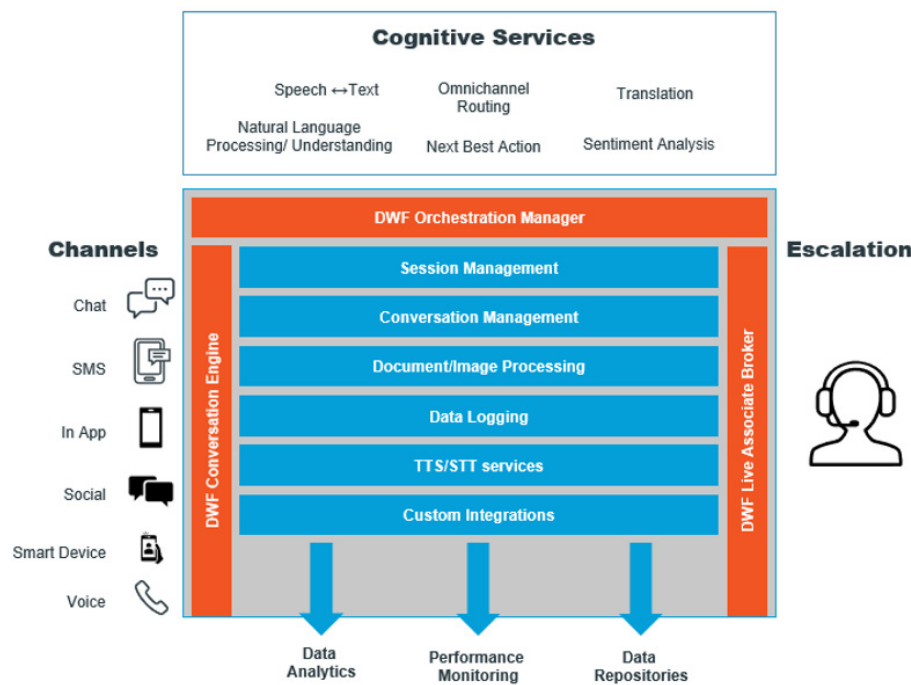 Cognitive Services
Speech ↔Text
Omnichannel
Routing
Translation
Natural Language
Processing/ Understanding
Next Best Action
Sentiment Analysis
DWF Orchestration Manager
Channels
Chat
SMS
In App
Social
Smart Device
Voice
DWF Conversation Engine
Session Management
Conversation Management
Document/Image Processing
Data Logging
TTS/STT services
Custom Integrations
DWF Live Associate Broker
Escalation
Data
Analytics
Performance
Monitoring
Data
Repositories